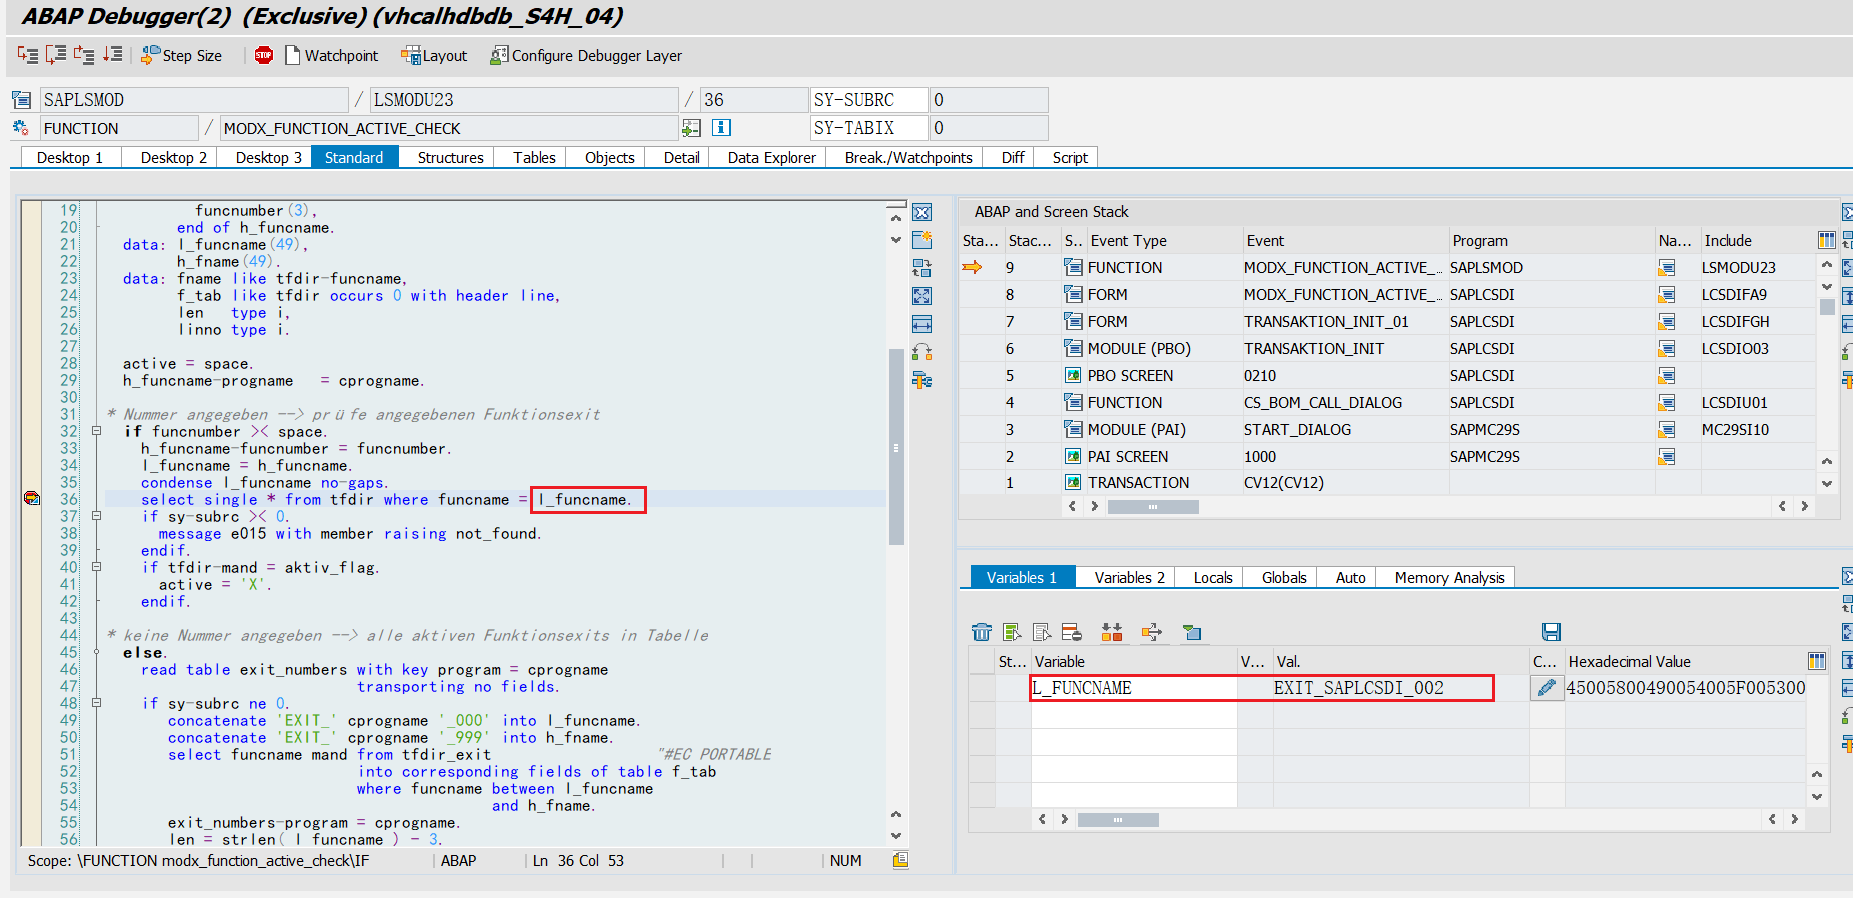 ABAP Debugger(2) (Exclusive) (vhcalhdbdb_S4H_04)
Step Size
STOP
Watchpoint
Layout
Configure Debugger Layer
SAPLSMOD / LSMODU23 / 36 SY-SUBRC 0
FUNCTION / MODX_FUNCTION_ACTIVE_CHECK SY-TABIX 0
Desktop 1 Desktop 2 Desktop 3 Standard Structures Tables Objects Detail Data Explorer Break./Watchpoints Diff Script
19 funcnumber(3),
20 end of h_funcname.
21 data: l_funcname(49),
22 h_fname(49).
23 data: fname like tfdir-funcname,
24 f_tab like tfdir occurs 0 with header line,
25 len type i,
26 linno type i.
27
28 active = space.
29 h_funcname-progname = cprogname.
30
31 * Nummer angegeben --> prüfe angegebenen Funktionsexit
32 if funcnumber >< space.
33 h_funcname-funcnumber = funcnumber.
34 l_funcname = h_funcname.
35 condense l_funcname no-gaps.
36 select single * from tfdir where funcname = l_funcname.
37 if sy-subrc >< 0.
38 message e015 with member raising not_found.
39 endif.
40 if tfdir-mand = aktiv_flag.
41 active = 'X'.
42 endif.
43
44 * keine Nummer angegeben --> alle aktiven Funktionsexits in Tabelle
45 else.
46 read table exit_numbers with key program = cprogname
47 transporting no fields.
48 if sy-subrc ne 0.
49 concatenate 'EXIT_' cprogname '_000' into l_funcname.
50 concatenate 'EXIT_' cprogname '_999' into h_fname.
51 select funcname mand from tfdir_exit "#EC PORTABLE
52 into corresponding fields of table f_tab
53 where funcname between l_funcname
54 and h_fname.
55 exit_numbers-program = cprogname.
56 len = strlen( l_funcname ) - 3.
Scope: \FUNCTION modx_function_active_check\IF ABAP Ln 36 Col 53 NUM
ABAP and Screen Stack
Sta... Stac... S.. Event Type Event Program Na... Include
9 FUNCTION MODX_FUNCTION_ACTIVE_... SAPLSMOD LSMODU23
8 FORM MODX_FUNCTION_ACTIVE_... SAPLCSDI LCSDIFA9
7 FORM TRANSAKTION_INIT_01 SAPLCSDI LCSDIFGH
6 MODULE (PBO) TRANSAKTION_INIT SAPLCSDI LCSDIO03
5 PBO SCREEN 0210 SAPLCSDI
4 FUNCTION CS_BOM_CALL_DIALOG SAPLCSDI LCSDIU01
3 MODULE (PAI) START_DIALOG SAPMC29S MC29SI10
2 PAI SCREEN 1000 SAPMC29S
1 TRANSACTION CV12(CV12)
Variables 1 Variables 2 Locals Globals Auto Memory Analysis
St... Variable V... Val. C... Hexadecimal Value
L_FUNCNAME EXIT_SAPLCSDI_002 45005800490054005F005300